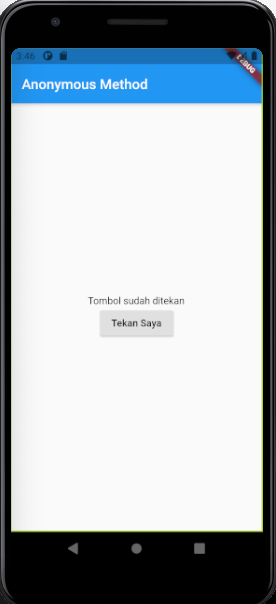 3:46
DEBUG
Anonymous Method
Tombol sudah ditekan
Tekan Saya